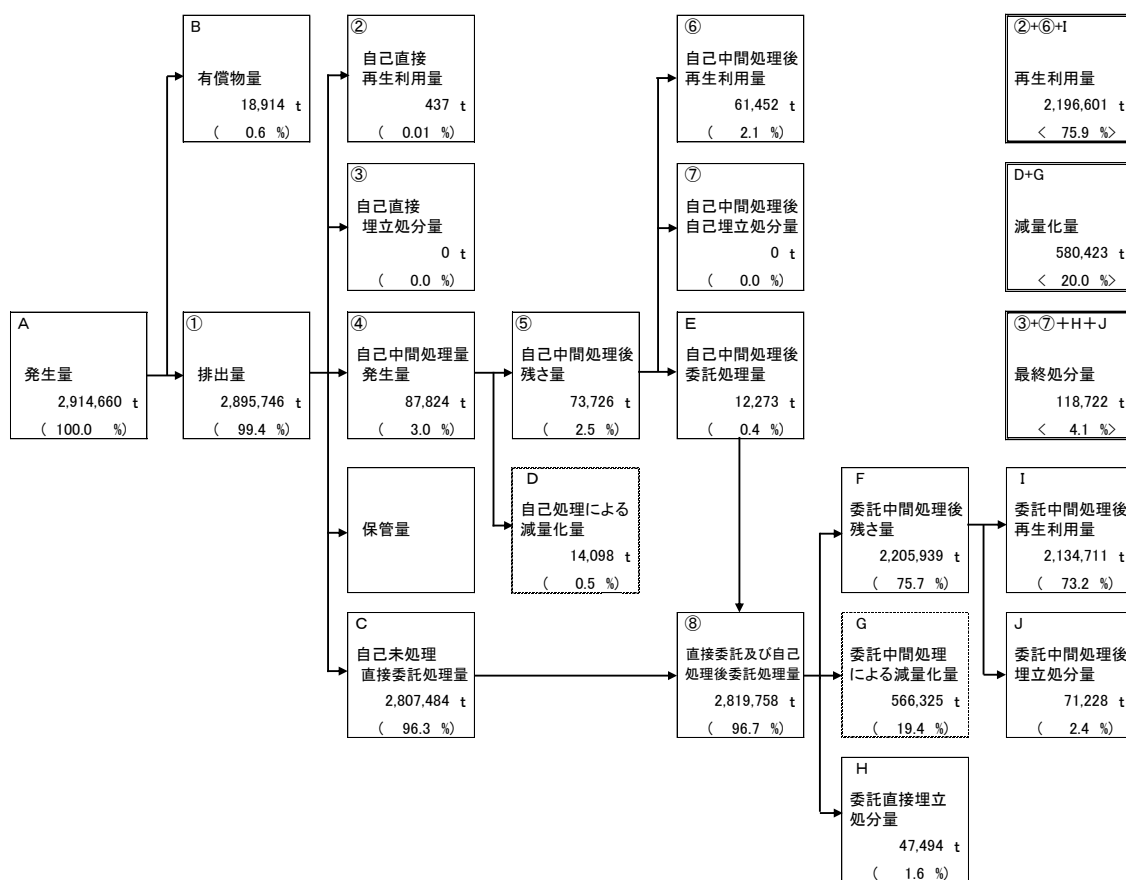 B
有償物量
18,914 t
( 0.6 %)
②
自己直接
再生利用量
437 t
( 0.01 %)
⑥
自己中間処理後
再生利用量
61,452 t
( 2.1 %)
②+⑥+I
再生利用量
2,196,601 t
< 75.9 %>
③
自己直接
埋立処分量
0 t
( 0.0 %)
⑦
自己中間処理後
自己埋立処分量
0 t
( 0.0 %)
D+G
減量化量
580,423 t
< 20.0 %>
A
発生量
2,914,660 t
( 100.0 %)
①
排出量
2,895,746 t
( 99.4 %)
④
自己中間処理量
発生量
87,824 t
( 3.0 %)
⑤
自己中間処理後
残さ量
73,726 t
( 2.5 %)
E
自己中間処理後
委託処理量
12,273 t
( 0.4 %)
③+⑦+H+J
最終処分量
118,722 t
< 4.1 %>
保管量
D
自己処理による
減量化量
14,098 t
( 0.5 %)
F
委託中間処理後
残さ量
2,205,939 t
( 75.7 %)
I
委託中間処理後
再生利用量
2,134,711 t
( 73.2 %)
C
自己未処理
直接委託処理量
2,807,484 t
( 96.3 %)
⑧
直接委託及び自己
処理後委託処理量
2,819,758 t
( 96.7 %)
G
委託中間処理
による減量化量
566,325 t
( 19.4 %)
J
委託中間処理後
埋立処分量
71,228 t
( 2.4 %)
H
委託直接埋立
処分量
47,494 t
( 1.6 %)